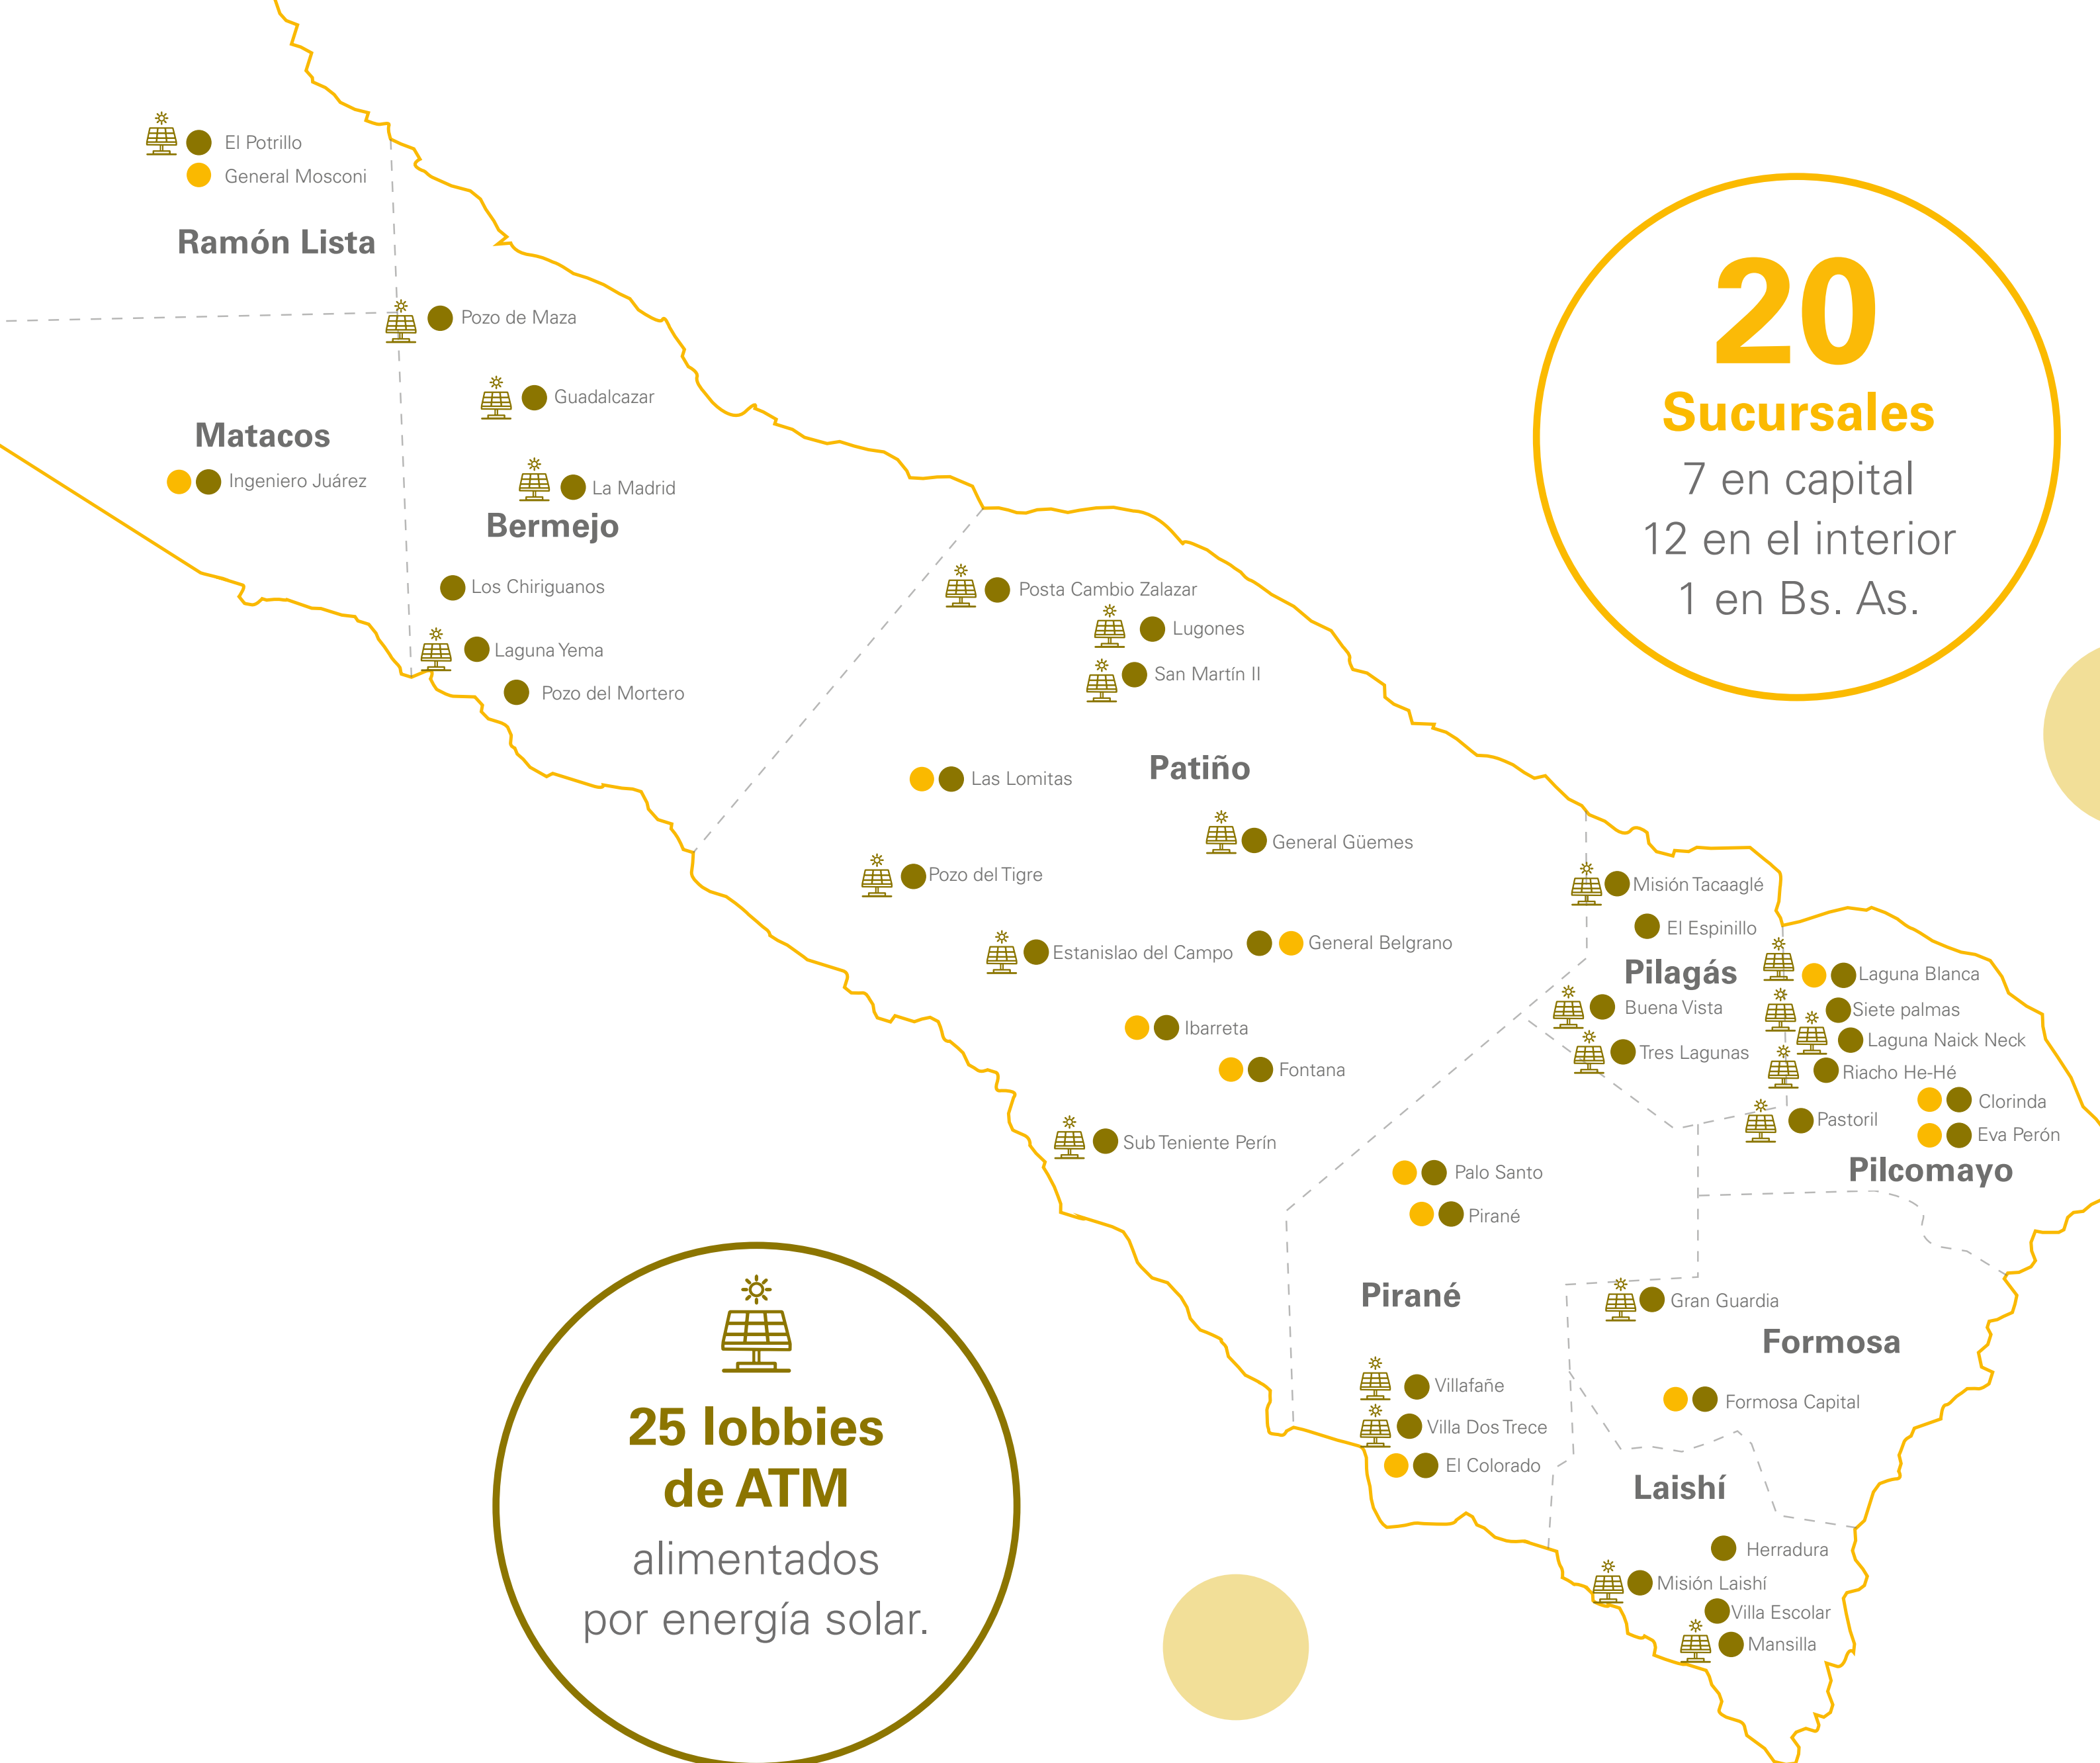 El Potrillo
General Mosconi
Ramón Lista
Pozo de Maza
Guadalcazar
Matacos
Ingeniero Juárez
La Madrid
Bermejo
Los Chiriguanos
Laguna Yema
Pozo del Mortero
20
Sucursales
7 en capital
12 en el interior
1 en Bs. As.
Posta Cambio Zalazar
Lugones
San Martín II
Patiño
Las Lomitas
General Güemes
Pozo del Tigre
Estanislao del Campo
General Belgrano
Ibarreta
Fontana
Sub Teniente Perín
Misión Tacaaglé
El Espinillo
Pilagás
Buena Vista
Tres Lagunas
Laguna Blanca
Siete palmas
Laguna Naick Neck
Riacho He-Hé
Clorinda
Pastoril
Eva Perón
Pilcomayo
Palo Santo
Pirané
Pirané
Gran Guardia
Formosa
Villafañe
Villa Dos Trece
El Colorado
Formosa Capital
Laishí
Herradura
Misión Laishí
Villa Escolar
Mansilla
25 lobbies
de ATM
alimentados
por energía solar.